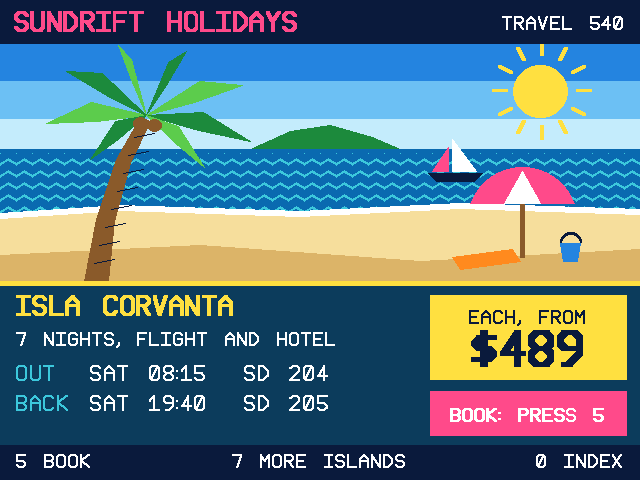 SUNDRIFT HOLIDAYS
TRAVEL 540
ISLA CORVANTA
7 NIGHTS, FLIGHT AND HOTEL
OUT SAT 08:15 SD 204
BACK SAT 19:40 SD 205
EACH, FROM
$489
BOOK: PRESS 5
5 BOOK 7 MORE ISLANDS 0 INDEX